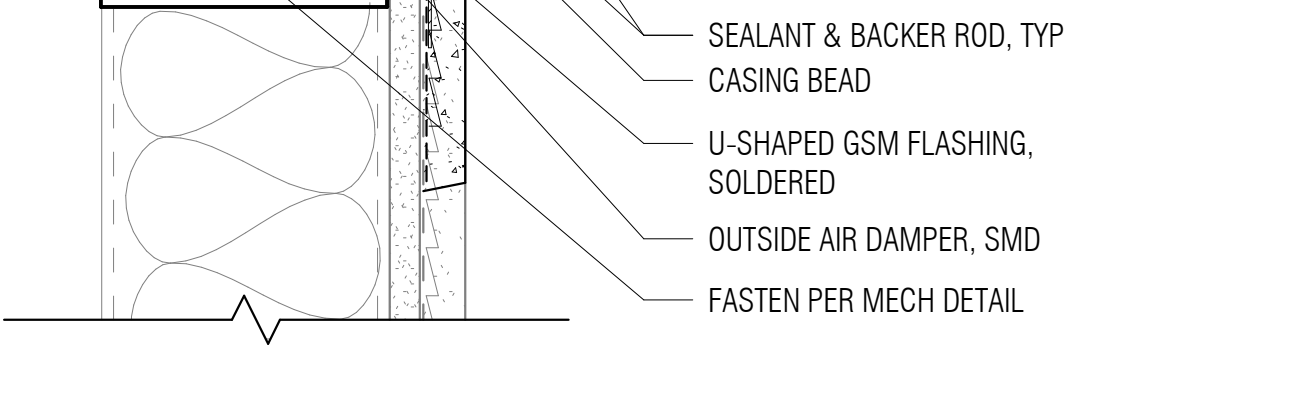 SEALANT & BACKER ROD, TYP
CASING BEAD
U-SHAPED GSM FLASHING,
SOLDERED
OUTSIDE AIR DAMPER, SMD
FASTEN PER MECH DETAIL